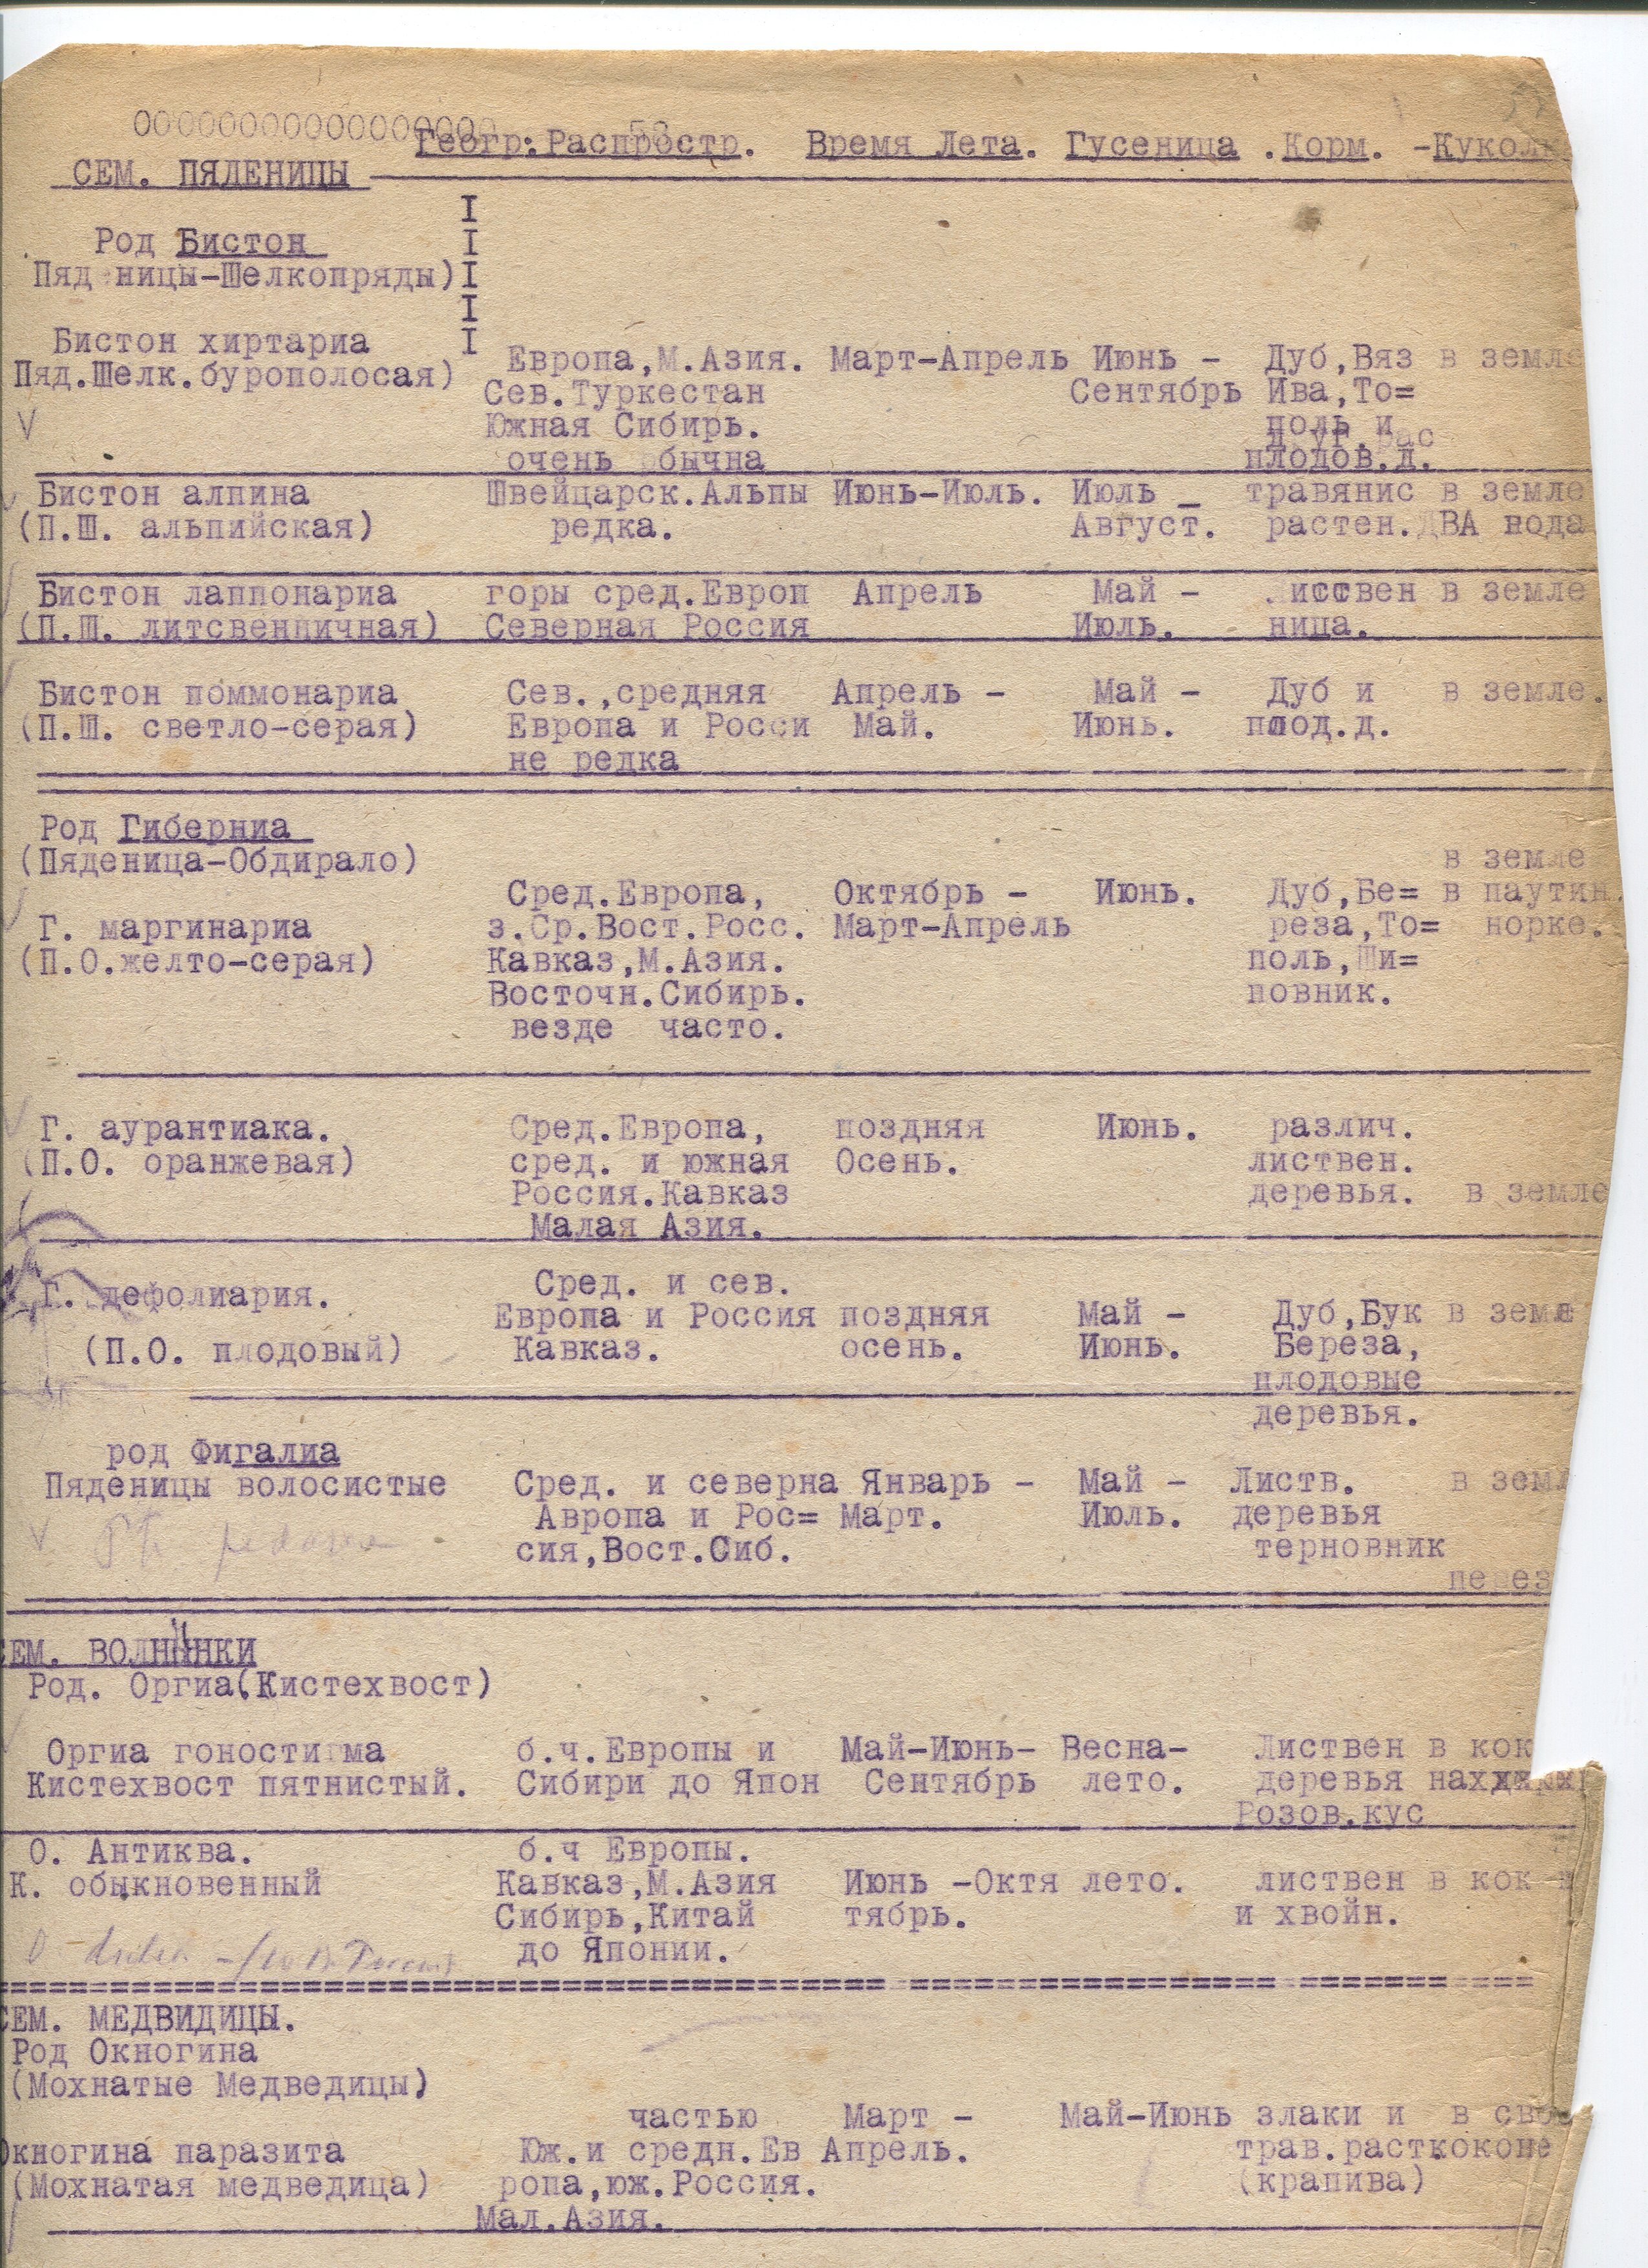 ОООООООООООООООООО
Геогр:Распростр. Время Лета. Гусеница .Корм. -Куколк
СЕМ. ПЯДЕНИЦЫ
I
Род Бистон I
Пяд ницы-Шелкопряды)I
I
Бистон хиртариа I
Европа,М.Азия. Март-Апрель Июнь - Дуб,Вяз в земле
Пяд.Шелк.бурополосая)
Сев.Туркестан Сентябрь Ива,То=
V Южная Сибирь. поль и
очень обычна плодов.д.
Бистон алпина Швейцарск.Альпы Июнь-Июль. Июль _ травянис в земле
(П.Ш. альпийская) редка. Август. растен.ДВА года
Бистон лаппонариа горы сред.Европ Апрель Май - листвен в земле
(П.Ш. литсвенничная) Северная Россия Июль. ница.
Бистон поммонариа Сев.,средняя Апрель - Май - Дуб и в земле.
(П.Ш. светло-серая) Европа и Росси Май. Июнь. плод.д.
не редка
Род Гиберниа
(Пяденица-Обдирало) в земле
Сред.Европа, Октябрь - Июнь. Дуб,Бе= в паутин
Г. маргинариа з.Ср.Вост.Росс. Март-Апрель реза,То= норке.
(П.О.желто-серая) Кавказ,М.Азия. поль,Ши=
Восточн.Сибирь. повник.
везде часто.
Г. аурантиака. Сред.Европа, поздняя Июнь. различ.
(П.О. оранжевая) сред. и южная Осень. листвен.
Россия.Кавказ деревья. в земле
Малая Азия.
Сред. и сев.
Г. дефолиария.
Европа и Россия поздняя Май - Дуб,Бук в земле
(П.О. плодовый) Кавказ. осень. Июнь. Береза,
плодовые
деревья.
род Фигалиа
Пяденицы волосистые Сред. и северна Январь - Май - Листв. в земл
Авропа и Рос= Март. Июль. деревья
V сия,Вост.Сиб. терновник
перез
СЕМ. ВОЛНЯНКИ
Род. Оргиа(Кистехвост)
Оргиа гоностигма б.ч.Европы и Май-Июнь- Весна- Листвен в кок
Кистехвост пятнистый. Сибири до Япон Сентябрь лето. деревья
Розов.кус
О. Антиква. б.ч Европы.
К. обыкновенный Кавказ,М.Азия Июнь -Октя лето. листвен в кок
Сибирь,Китай тябрь. и хвойн.
до Японии.
СЕМ. МЕДВИДИЦЫ.
Род Окногина
(Мохнатые Медведицы)
частью Март - Май-Июнь злаки и в сво
Окногина паразита Юж.и средн.Ев Апрель. трав.расткоконе
(Мохнатая медведица) ропа,юж.Россия. (крапива)
Мал.Азия.